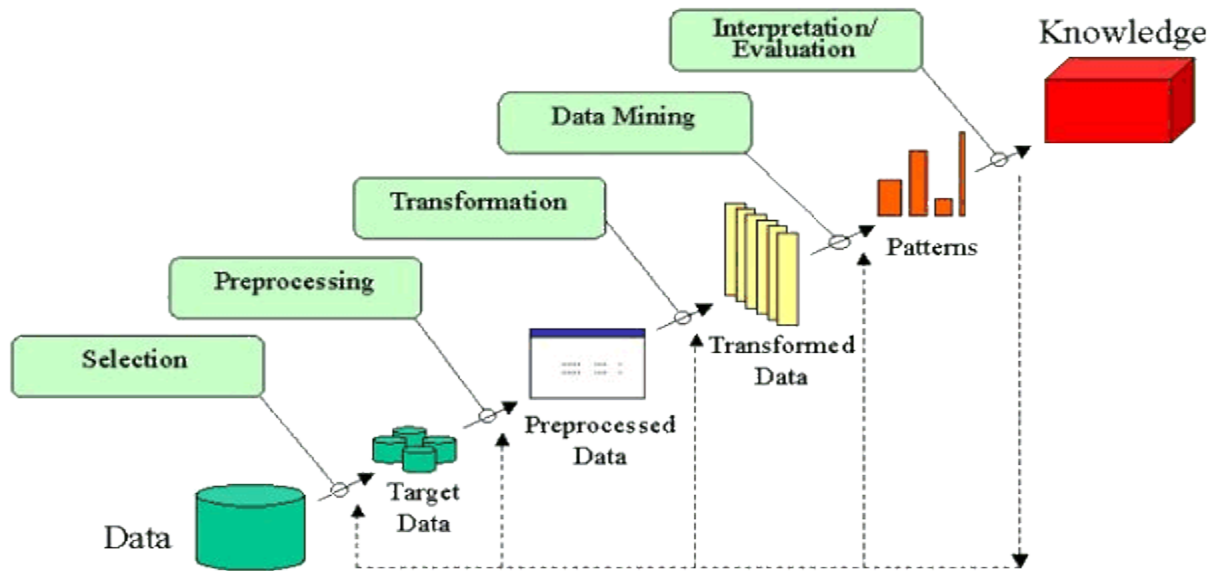 Interpretation/
Evaluation
Knowledge
Data Mining
Transformation
Patterns
Preprocessing
Transformed
Data
Selection
Preprocessed
Data
Target
Data
Data